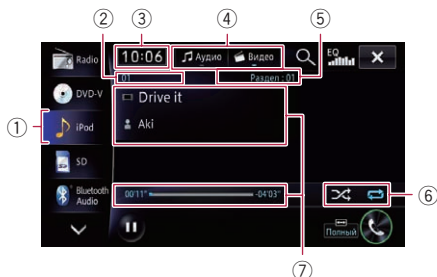 ② ③ ④ ⑤
Radio 10:06 Аудио Видео EQ
01 Раздел : 01
DVD-V Drive it
① iPod Aki
SD
Bluetooth Audio 00'11" -04'03" ⑥
Полный
⑦